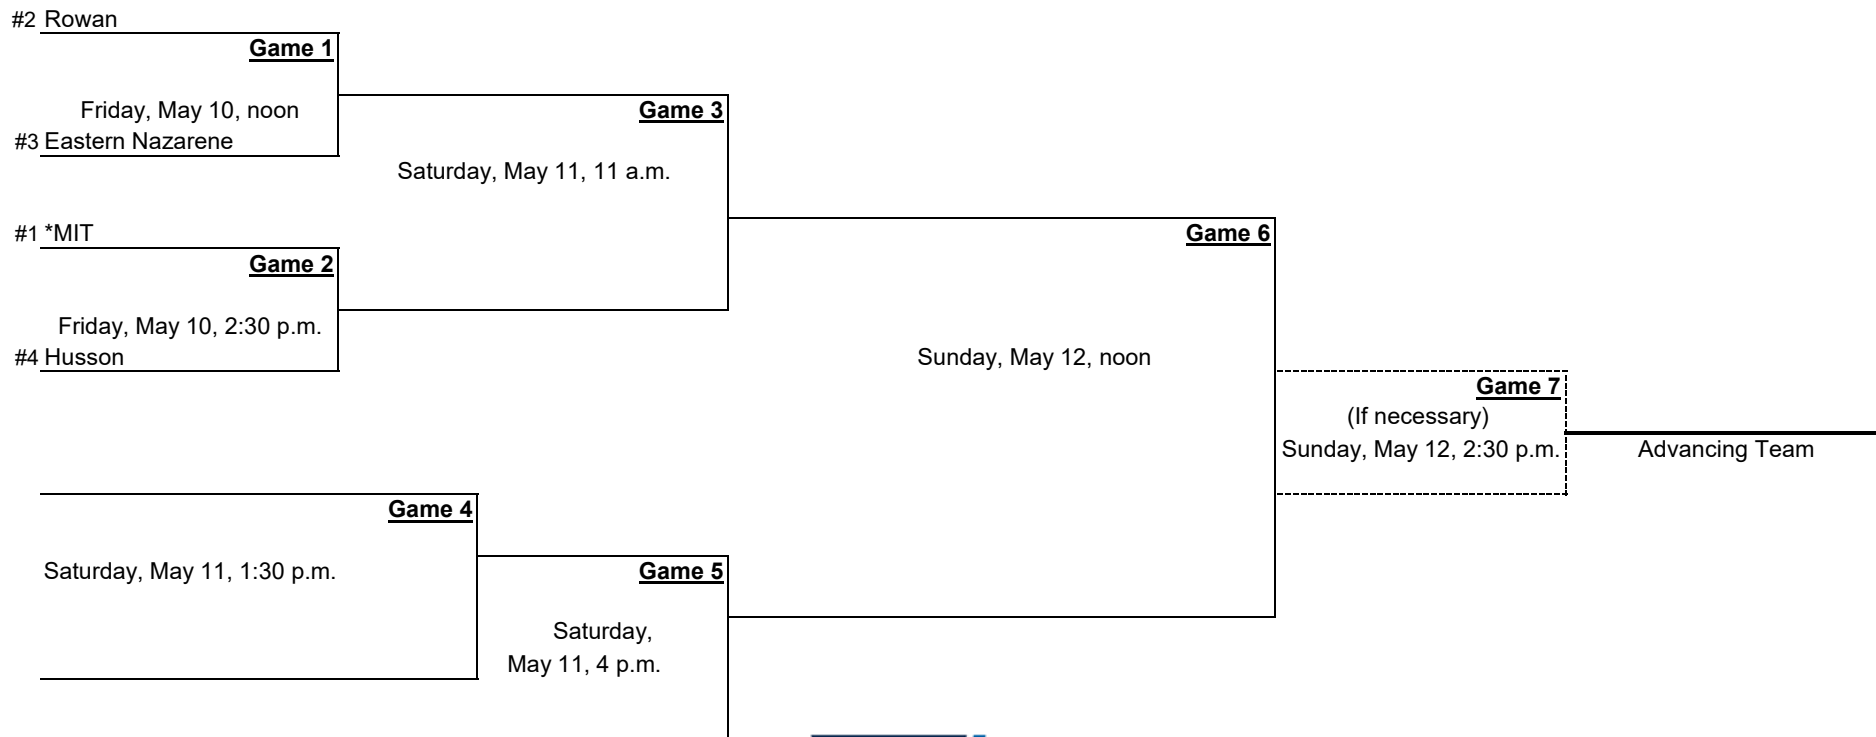 #2 Rowan
Game 1
Friday, May 10, noon
#3 Eastern Nazarene
Game 3
Saturday, May 11, 11 a.m.
#1 *MIT
Game 2
Friday, May 10, 2:30 p.m.
#4 Husson
Game 6
Sunday, May 12, noon
Game 7
(If necessary)
Sunday, May 12, 2:30 p.m.
Advancing Team
Game 4
Saturday, May 11, 1:30 p.m.
Game 5
Saturday,
May 11, 4 p.m.